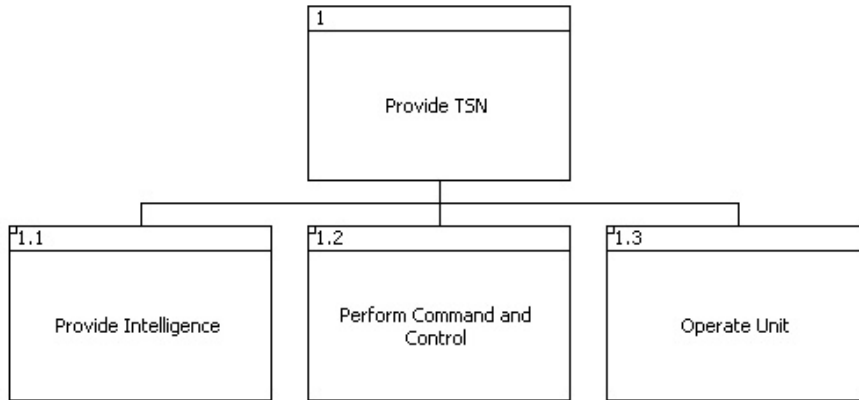 1
Provide TSN
1.1
1.2
1.3
Provide Intelligence
Perform Command and
Control
Operate Unit